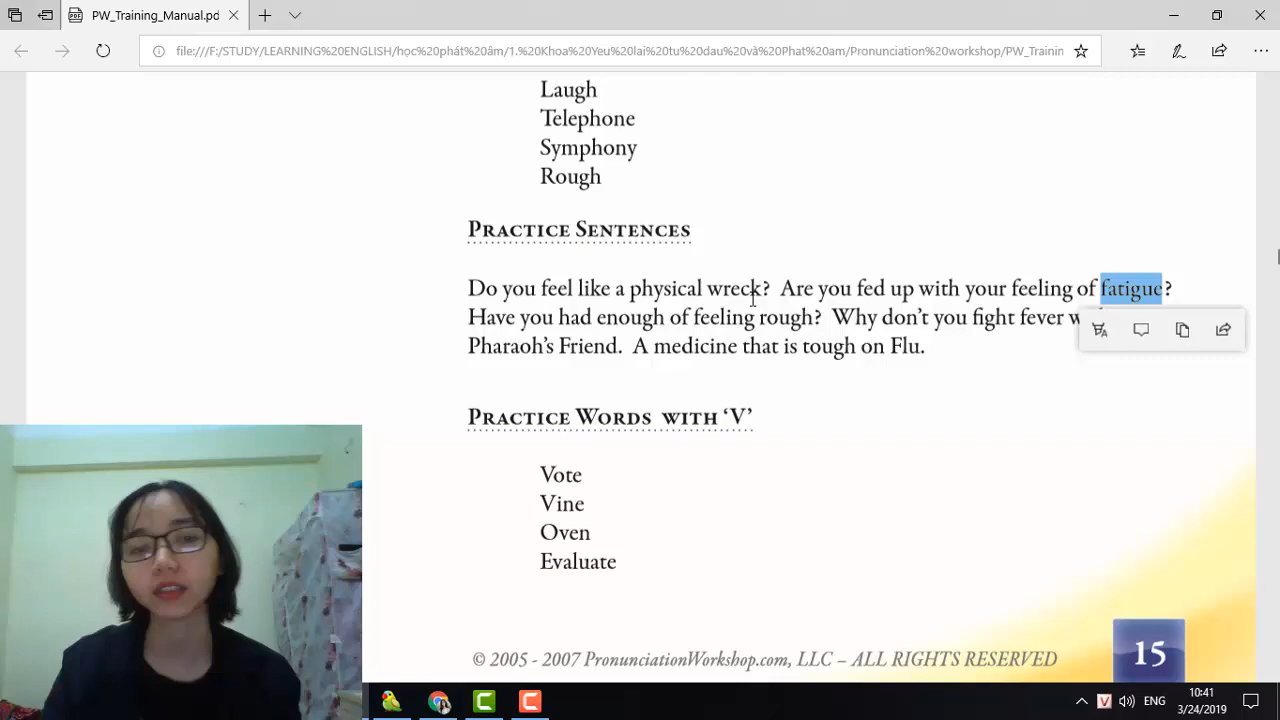 PW_Training_Manual.pd
file:///F:/STUDY/LEARNING%20ENGLISH/học%20phát%20âm/1.%20Khoa%20Yeu%20lai%20tu%20dau%20và%20Phat%20am/Pronunciation%20workshop/PW_Trainin
Laugh
Telephone
Symphony
Rough
Practice Sentences
Do you feel like a physical wreck? Are you fed up with your feeling of fatigue?
Have you had enough of feeling rough? Why don't you fight fever
Pharaoh's Friend. A medicine that is tough on Flu.
Practice Words with 'V'
Vote
Vine
Oven
Evaluate
© 2005 - 2007 PronunciationWorkshop.com, LLC – ALL RIGHTS RESERVED
15
V
ENG
10:41
3/24/2019